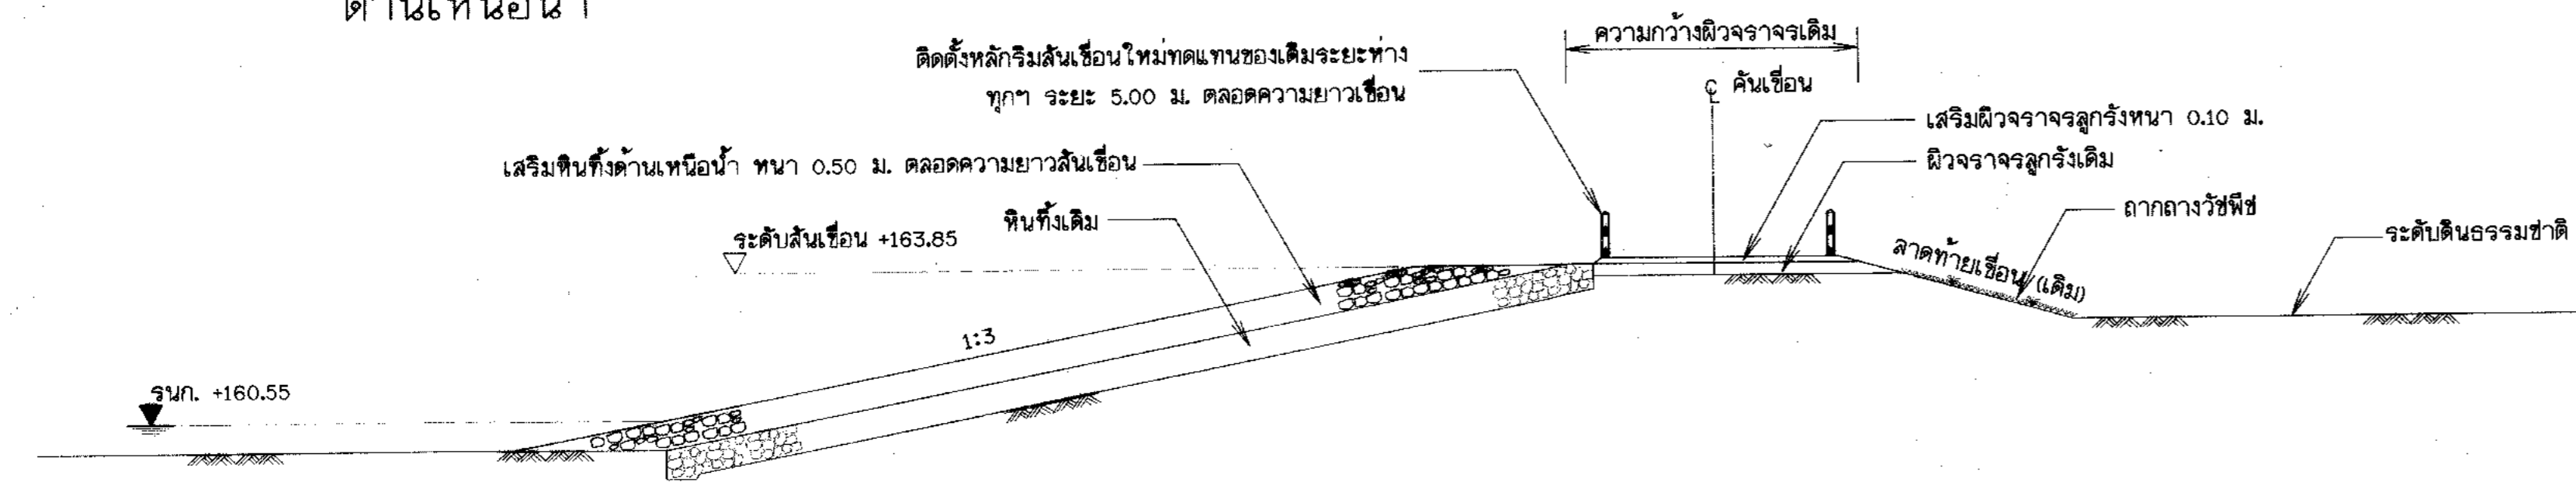 ด้านเหนือน้ำ
ความกว้างผิวจราจรเดิม
ติดตั้งหลักริมสันเขื่อนใหม่ทดแทนของเดิมระยะห่าง
ทุกๆ ระยะ 5.00 ม. ตลอดความยาวเขื่อน
℄ คันเขื่อน
เสริมผิวจราจรลูกรังหนา 0.10 ม.
ผิวจราจรลูกรังเดิม
เสริมหินทิ้งด้านเหนือน้ำ หนา 0.50 ม. ตลอดความยาวสันเขื่อน
หินทิ้งเดิม
ถากถางวัชพืช
ระดับสันเขื่อน +163.85
ระดับดินธรรมชาติ
ลาดท้ายเขื่อน (เดิม)
1:3
รนก. +160.55